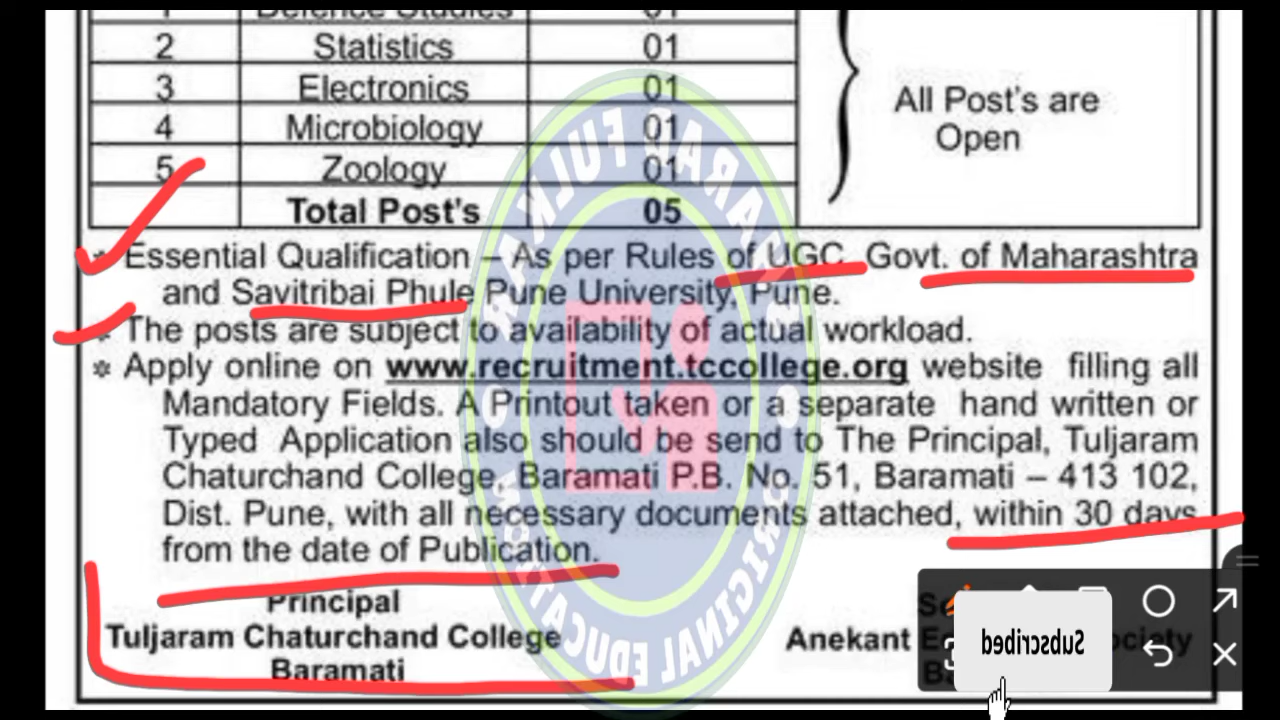 1 Defence Studies 01
2 Statistics 01
3 Electronics 01
4 Microbiology 01
5 Zoology 01
Total Post's 05
All Post's are
Open
* Essential Qualification – As per Rules of UGC Govt. of Maharashtra
and Savitribai Phule Pune University, Pune.
* The posts are subject to availability of actual workload.
* Apply online on www.recruitment.tccollege.org website filling all
Mandatory Fields. A Printout taken or a separate hand written or
Typed Application also should be send to The Principal, Tuljaram
Chaturchand College, Baramati P.B. No. 51, Baramati – 413 102,
Dist. Pune, with all necessary documents attached, within 30 days
from the date of Publication.
Principal
Tuljaram Chaturchand College
Baramati
Anekant
Subscribed